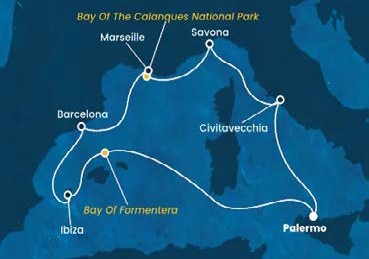 Bay Of The Calanques National Park
Marseille
Savona
Barcelona
Civitavecchia
Bay Of Formentera
Ibiza
Palermo